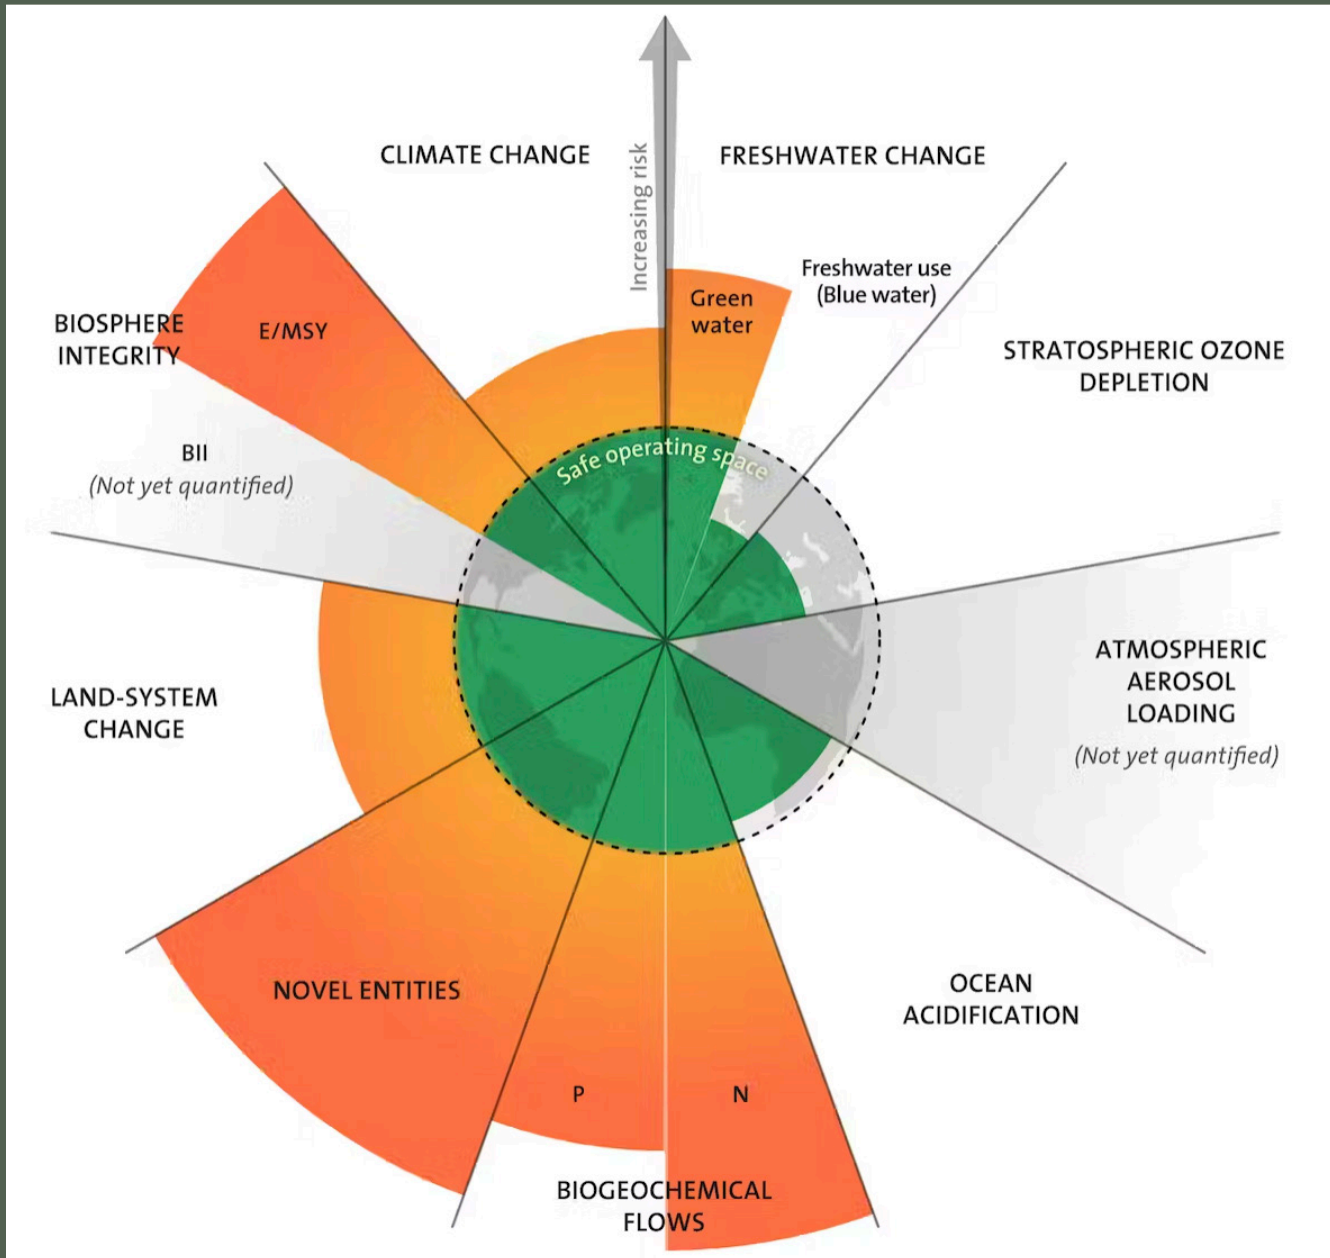 CLIMATE CHANGE
Increasing risk
FRESHWATER CHANGE
Green
water
Freshwater use
(Blue water)
STRATOSPHERIC OZONE
DEPLETION
BIOSPHERE
INTEGRITY
E/MSY
BII
(Not yet quantified)
Safe operating space
ATMOSPHERIC
AEROSOL
LOADING
(Not yet quantified)
LAND-SYSTEM
CHANGE
OCEAN
ACIDIFICATION
NOVEL ENTITIES
P
N
BIOGEOCHEMICAL
FLOWS